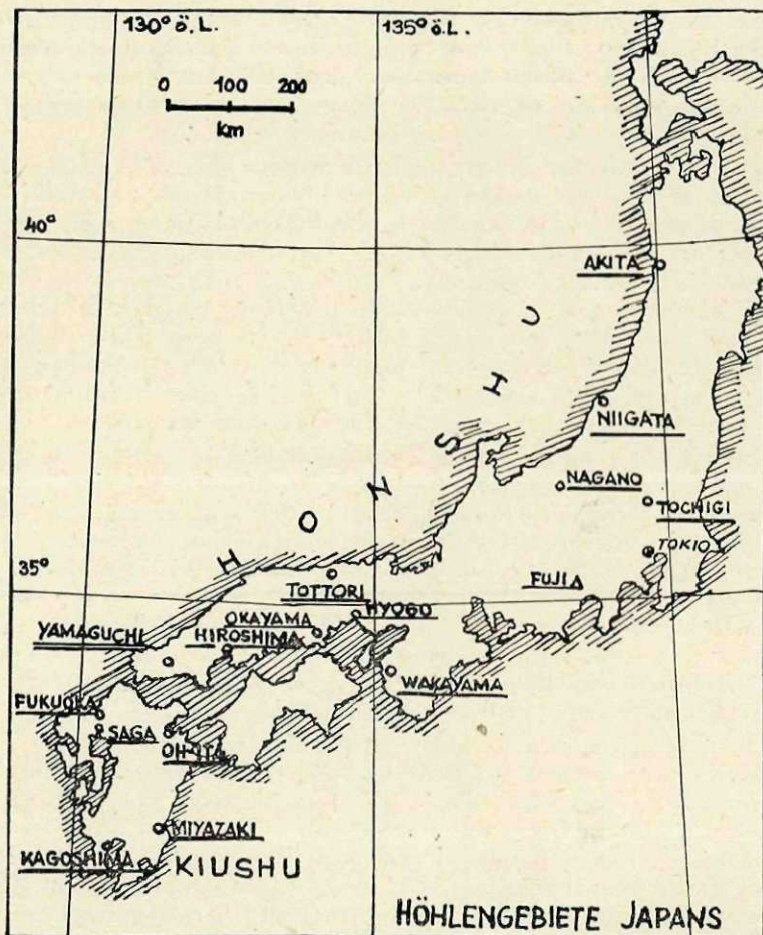 130° ö.L.
135° ö.L.
0 100 200
km
40°
AKITA
HONSHU
NIIGATA
NAGANO
TOCHIGI
TOKIO
35°
FUJI
TOTTORI
HYOGO
OKAYAMA
YAMAGUCHI
HIROSHIMA
WAKAYAMA
FUKUOKA
SAGA
OH-ITA
MIYAZAKI
KAGOSHIMA
KIUSHU
HÖHLENGEBIETE JAPANS